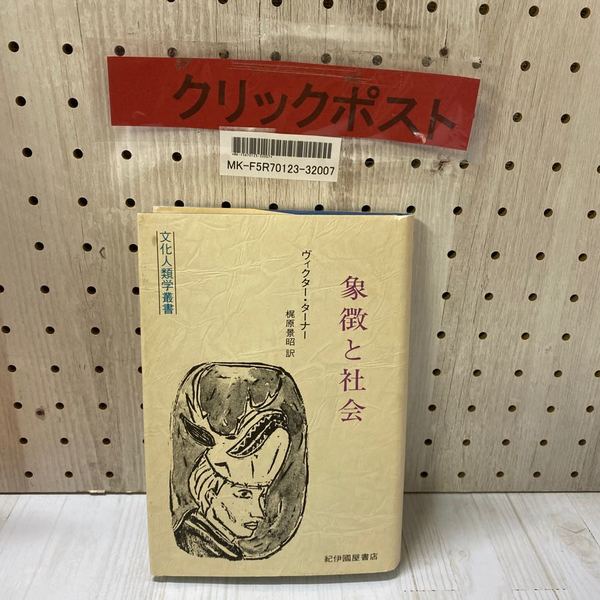 クリックポスト
MK-F5R70123-32007
文化人類学叢書
象徴と社会
ヴィクター・ターナー
梶原景昭 訳
紀伊國屋書店